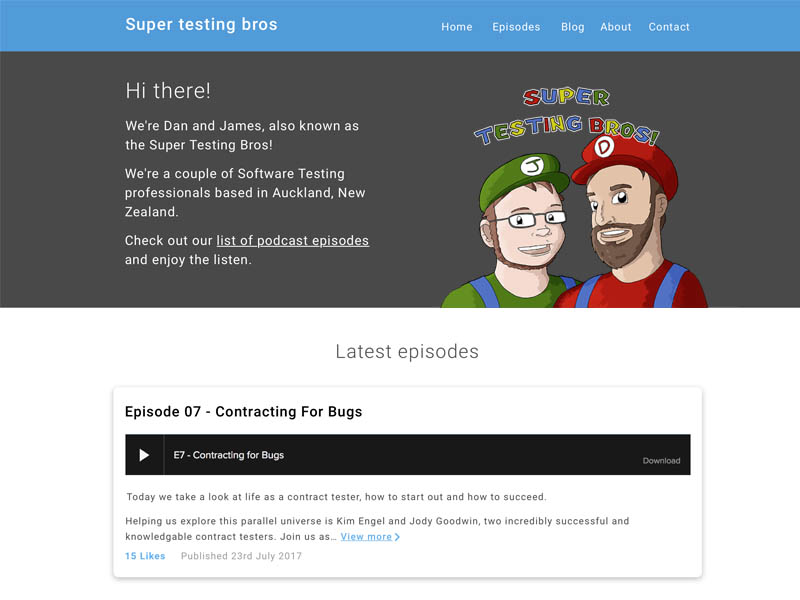 Super testing bros
Home Episodes Blog About Contact
Hi there!
We're Dan and James, also known as
the Super Testing Bros!
We're a couple of Software Testing
professionals based in Auckland, New
Zealand.
Check out our list of podcast episodes
and enjoy the listen.
SUPER
TESTING BROS!
J
D
Latest episodes
Episode 07 - Contracting For Bugs
E7 - Contracting for Bugs
Download
Today we take a look at life as a contract tester, how to start out and how to succeed.
Helping us explore this parallel universe is Kim Engel and Jody Goodwin, two incredibly successful and
knowledgable contract testers. Join us as… View more
15 Likes Published 23rd July 2017